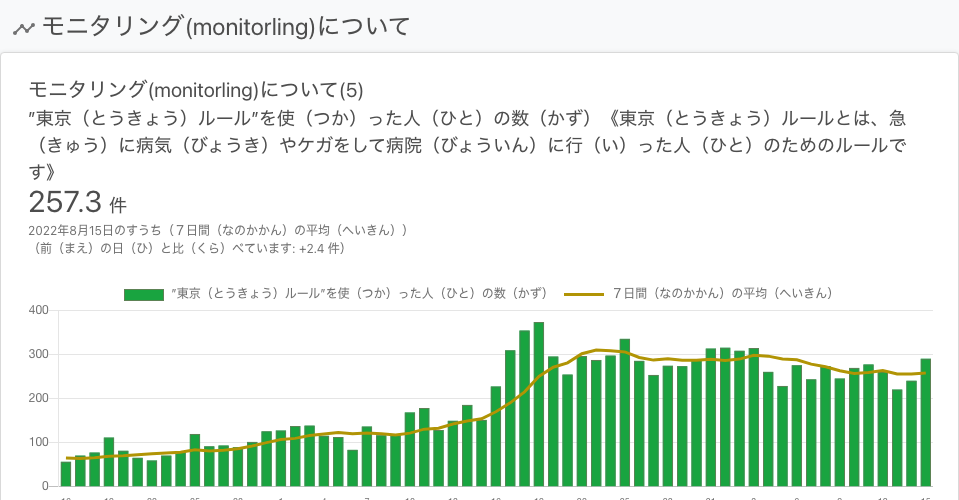 モニタリング(monitorling)について
モニタリング(monitorling)について(5)
”東京（とうきょう）ルール”を使（つか）った人（ひと）の数（かず）《東京（とうきょう）ルールとは、急
（きゅう）に病気（びょうき）やケガをして病院（びょういん）に行（い）った人（ひと）のためのルールで
す》
257.3 件
2022年8月15日のすうち（７日間（なのかかん）の平均（へいきん））
（前（まえ）の日（ひ）と比（くら）べています: +2.4 件）
”東京（とうきょう）ルール”を使（つか）った人（ひと）の数（かず） ７日間（なのかかん）の平均（へいきん）
400
300
200
100
0